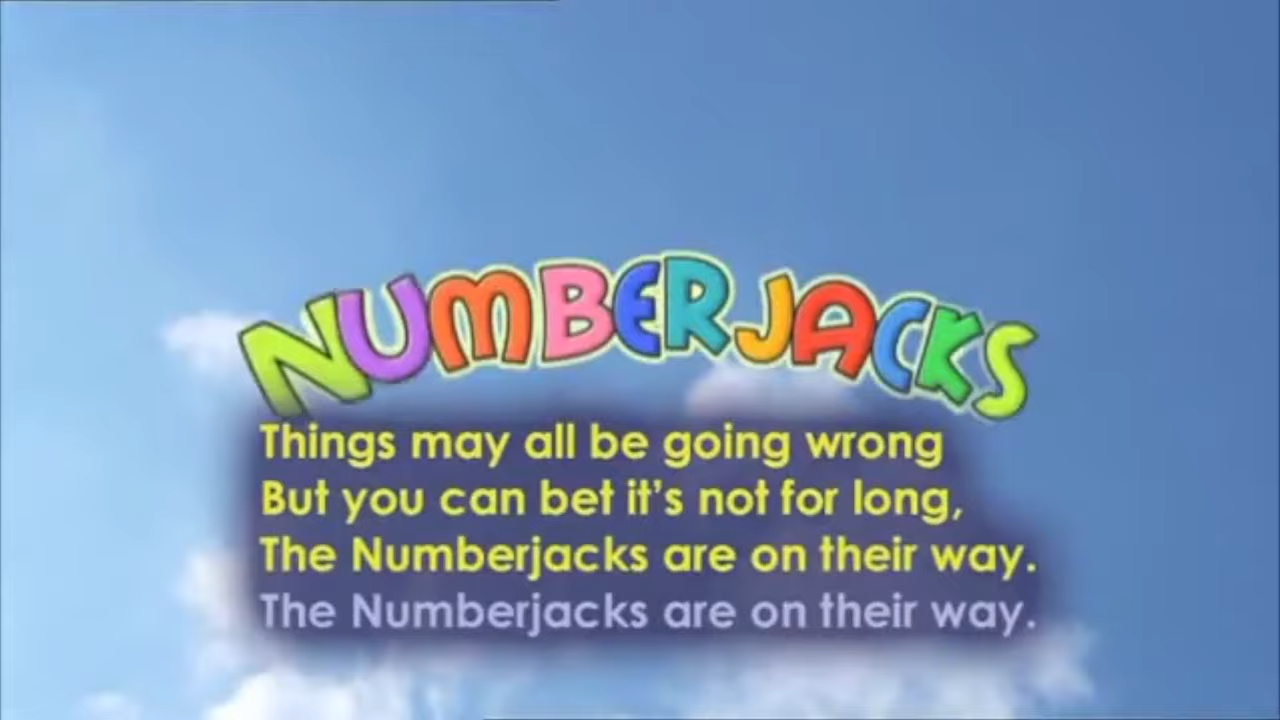 NUMBERJACKS
Things may all be going wrong
But you can bet it's not for long,
The Numberjacks are on their way.
The Numberjacks are on their way.